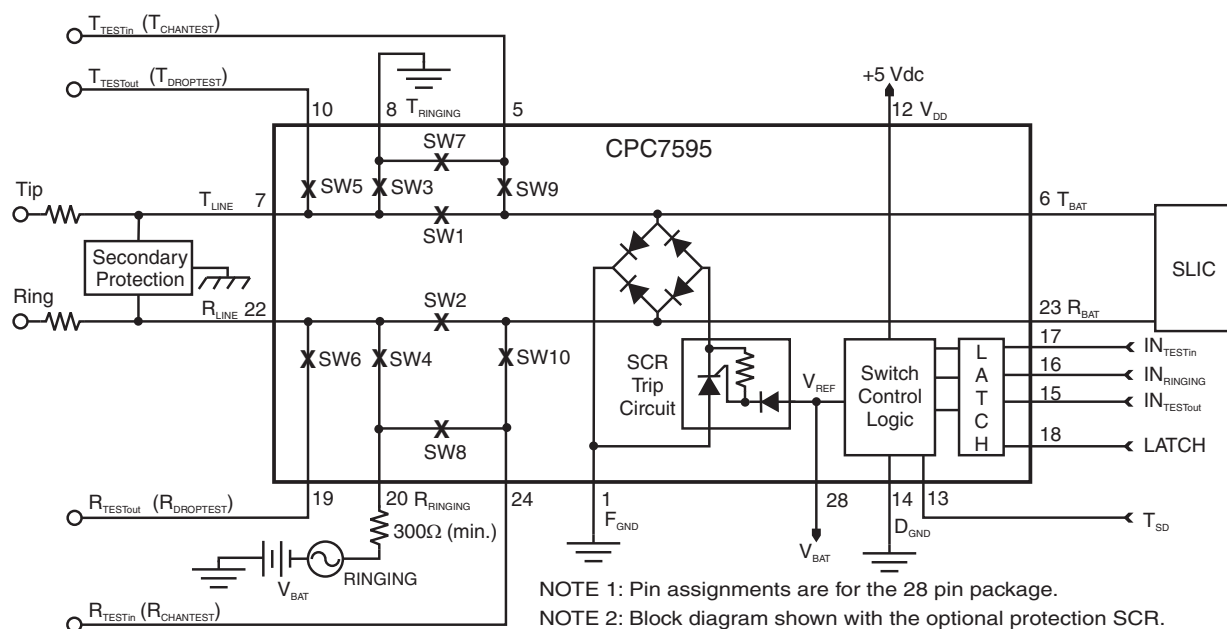 TTESTin (TCHANTEST)
TTESTout (TDROPTEST)
10
8 TRINGING
5
+5 Vdc
12 VDD
CPC7595
SW7
SW5
SW3
SW9
Tip
TLINE 7
SW1
6 TBAT
Secondary
Protection
SLIC
Ring
RLINE 22
SW2
23 RBAT
SW6
SW4
SW10
SCR
Trip
Circuit
VREF
Switch
Control
Logic
LATCH
17 INTESTin
16 INRINGING
15 INTESTout
18 LATCH
SW8
RTESTout (RDROPTEST)
19
20 RRINGING
24
1
FGND
28
14
DGND
13
TSD
300Ω (min.)
VBAT
RINGING
VBAT
RTESTin (RCHANTEST)
NOTE 1: Pin assignments are for the 28 pin package.
NOTE 2: Block diagram shown with the optional protection SCR.